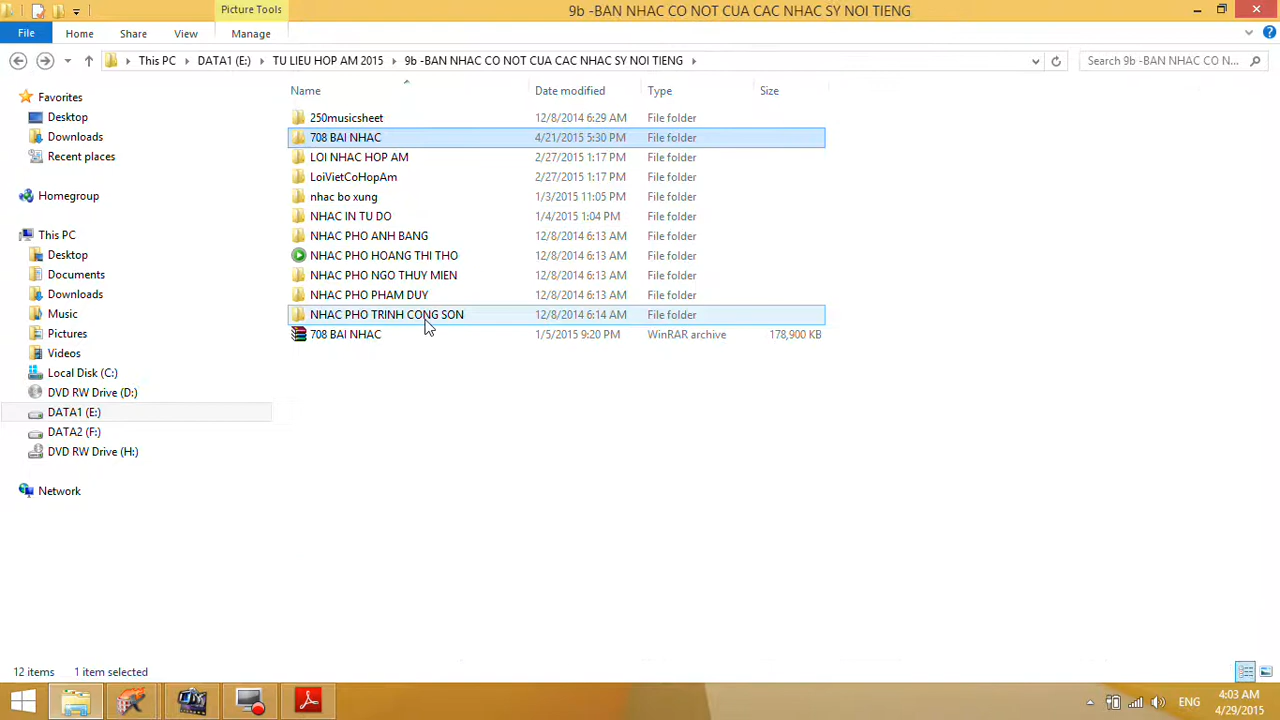 Picture Tools
9b -BAN NHAC CO NOT CUA CAC NHAC SY NOI TIENG
File Home Share View Manage
This PC DATA1 (E:) TU LIEU HOP AM 2015 9b -BAN NHAC CO NOT CUA CAC NHAC SY NOI TIENG
Search 9b -BAN NHAC CO N...
Favorites
Desktop
Downloads
Recent places
Homegroup
This PC
Desktop
Documents
Downloads
Music
Pictures
Videos
Local Disk (C:)
DVD RW Drive (D:)
DATA1 (E:)
DATA2 (F:)
DVD RW Drive (H:)
Network
Name Date modified Type Size
250musicsheet 12/8/2014 6:29 AM File folder
708 BAI NHAC 4/21/2015 5:30 PM File folder
LOI NHAC HOP AM 2/27/2015 1:17 PM File folder
LoiVietCoHopAm 2/27/2015 1:17 PM File folder
nhac bo xung 1/3/2015 11:05 PM File folder
NHAC IN TU DO 1/4/2015 1:04 PM File folder
NHAC PHO ANH BANG 12/8/2014 6:13 AM File folder
NHAC PHO HOANG THI THO 12/8/2014 6:13 AM File folder
NHAC PHO NGO THUY MIEN 12/8/2014 6:13 AM File folder
NHAC PHO PHAM DUY 12/8/2014 6:13 AM File folder
NHAC PHO TRINH CONG SON 12/8/2014 6:14 AM File folder
708 BAI NHAC 1/5/2015 9:20 PM WinRAR archive 178,900 KB
12 items 1 item selected
ENG
4:03 AM
4/29/2015